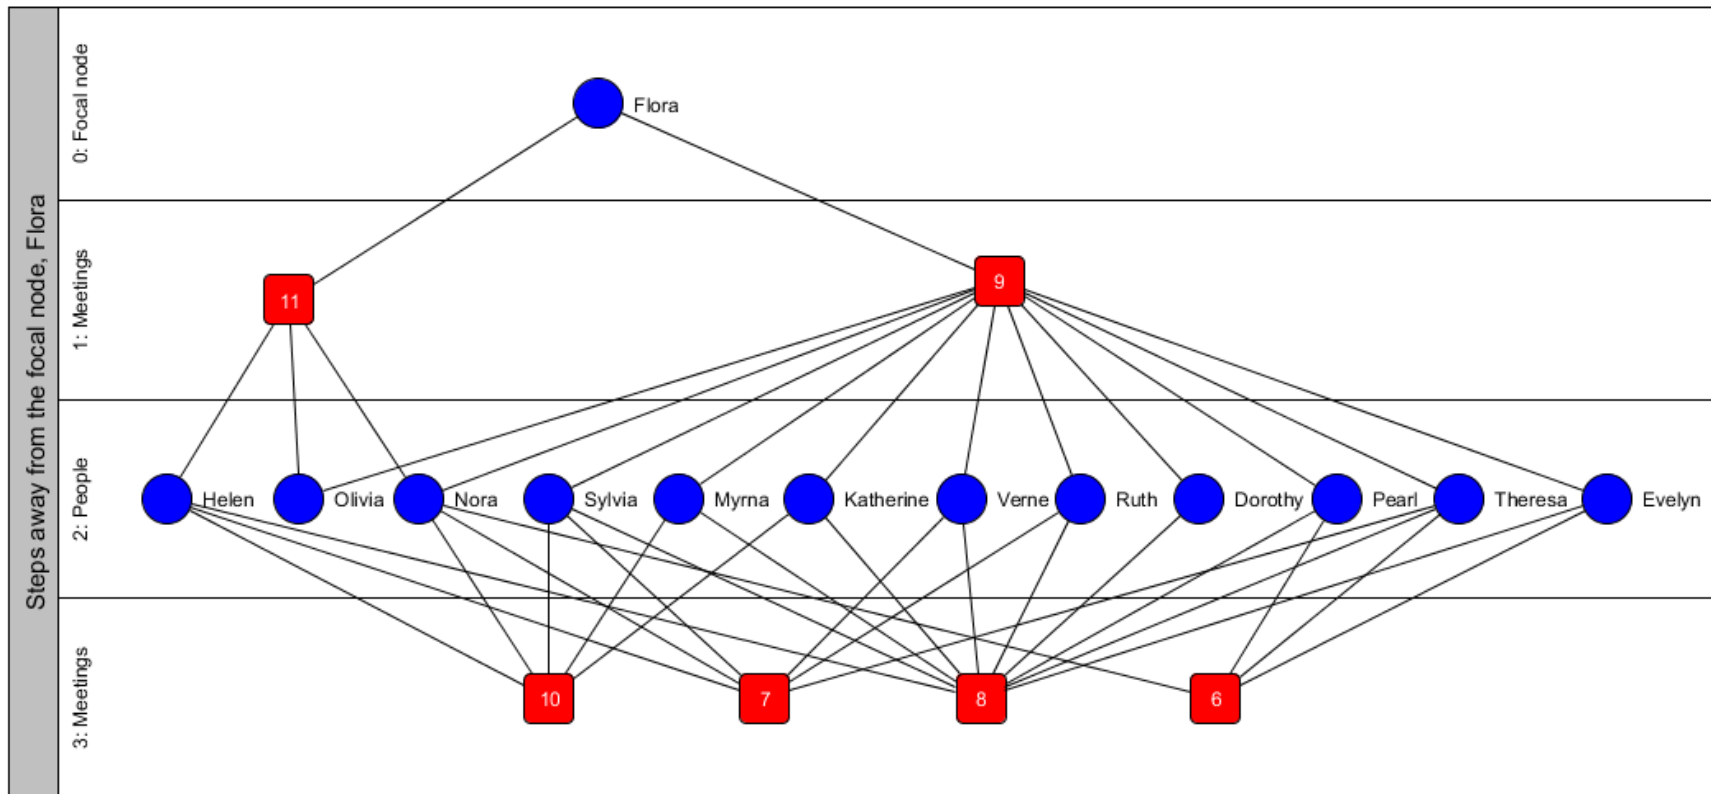 Steps away from the focal node, Flora
0: Focal node
Flora
1: Meetings
11
9
2: People
Helen
Olivia
Nora
Sylvia
Myrna
Katherine
Verne
Ruth
Dorothy
Pearl
Theresa
Evelyn
3: Meetings
10
7
8
6